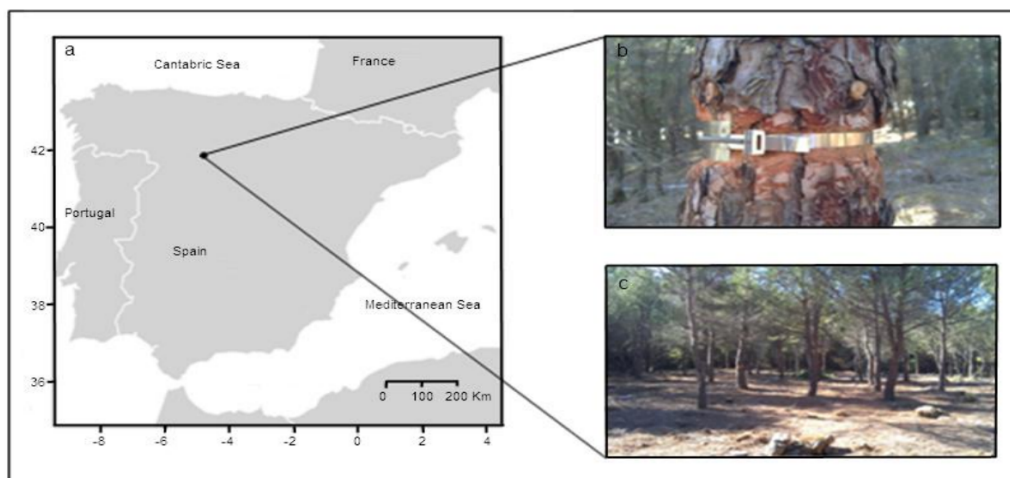 a
Cantabric Sea
France
42
Portugal
40
Spain
38
Mediterranean Sea
36
0 100 200 Km
-8 -6 -4 -2 0 2 4
b
c